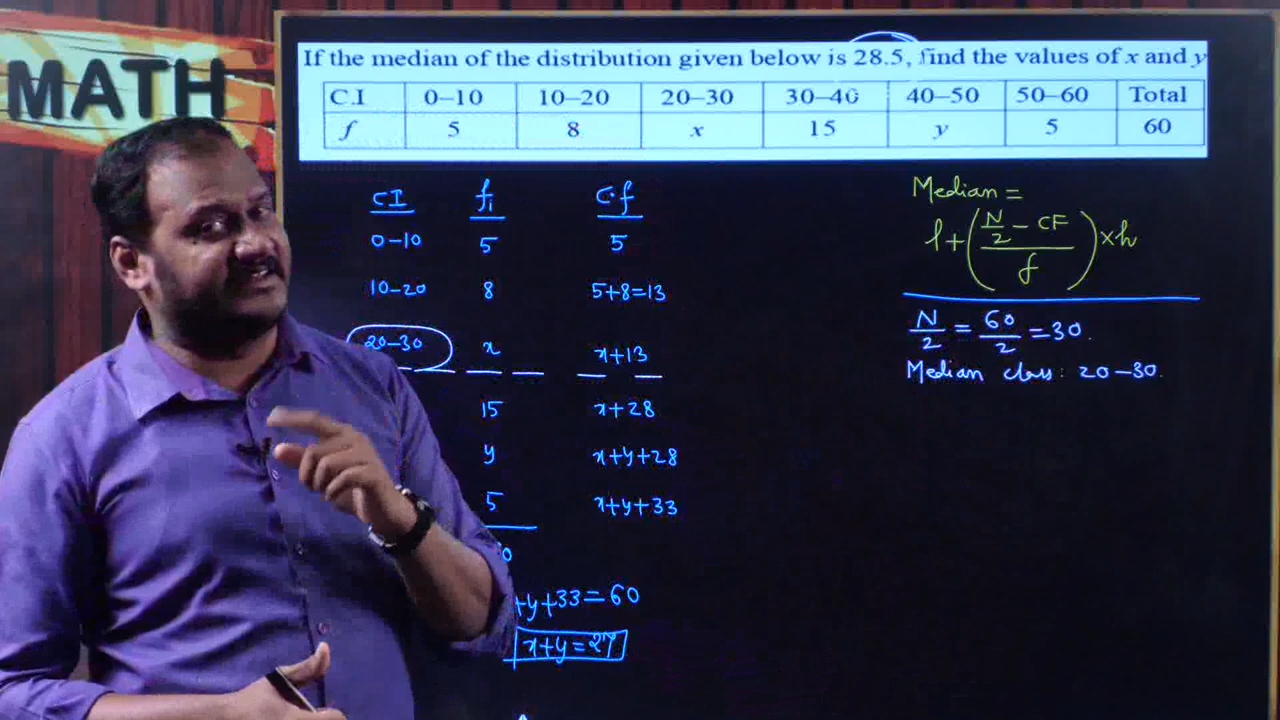 MATH
If the median of the distribution given below is 28.5, find the values of x and y
C.I 0–10 10–20 20–30 30–40 40–50 50–60 Total
f 5 8 x 15 y 5 60
CI fi C.f
0-10 5 5
10-20 8 5+8=13
20-30 x x+13
15 x+28
y x+y+28
5 x+y+33
0
+y+33=60
x+y=27
Median =
l+(N/2 - CF / f)×h
N/2 = 60/2 = 30.
Median class: 20-30.